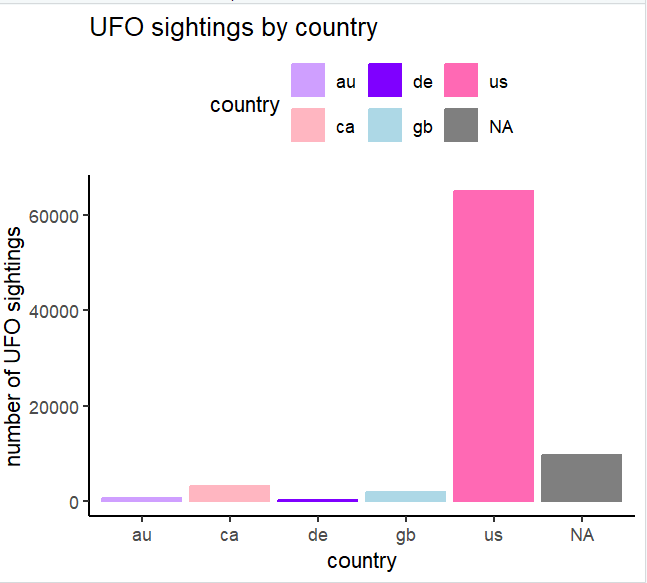 UFO sightings by country
country
au de us
ca gb NA
number of UFO sightings
60000
40000
20000
0
au ca de gb us NA
country